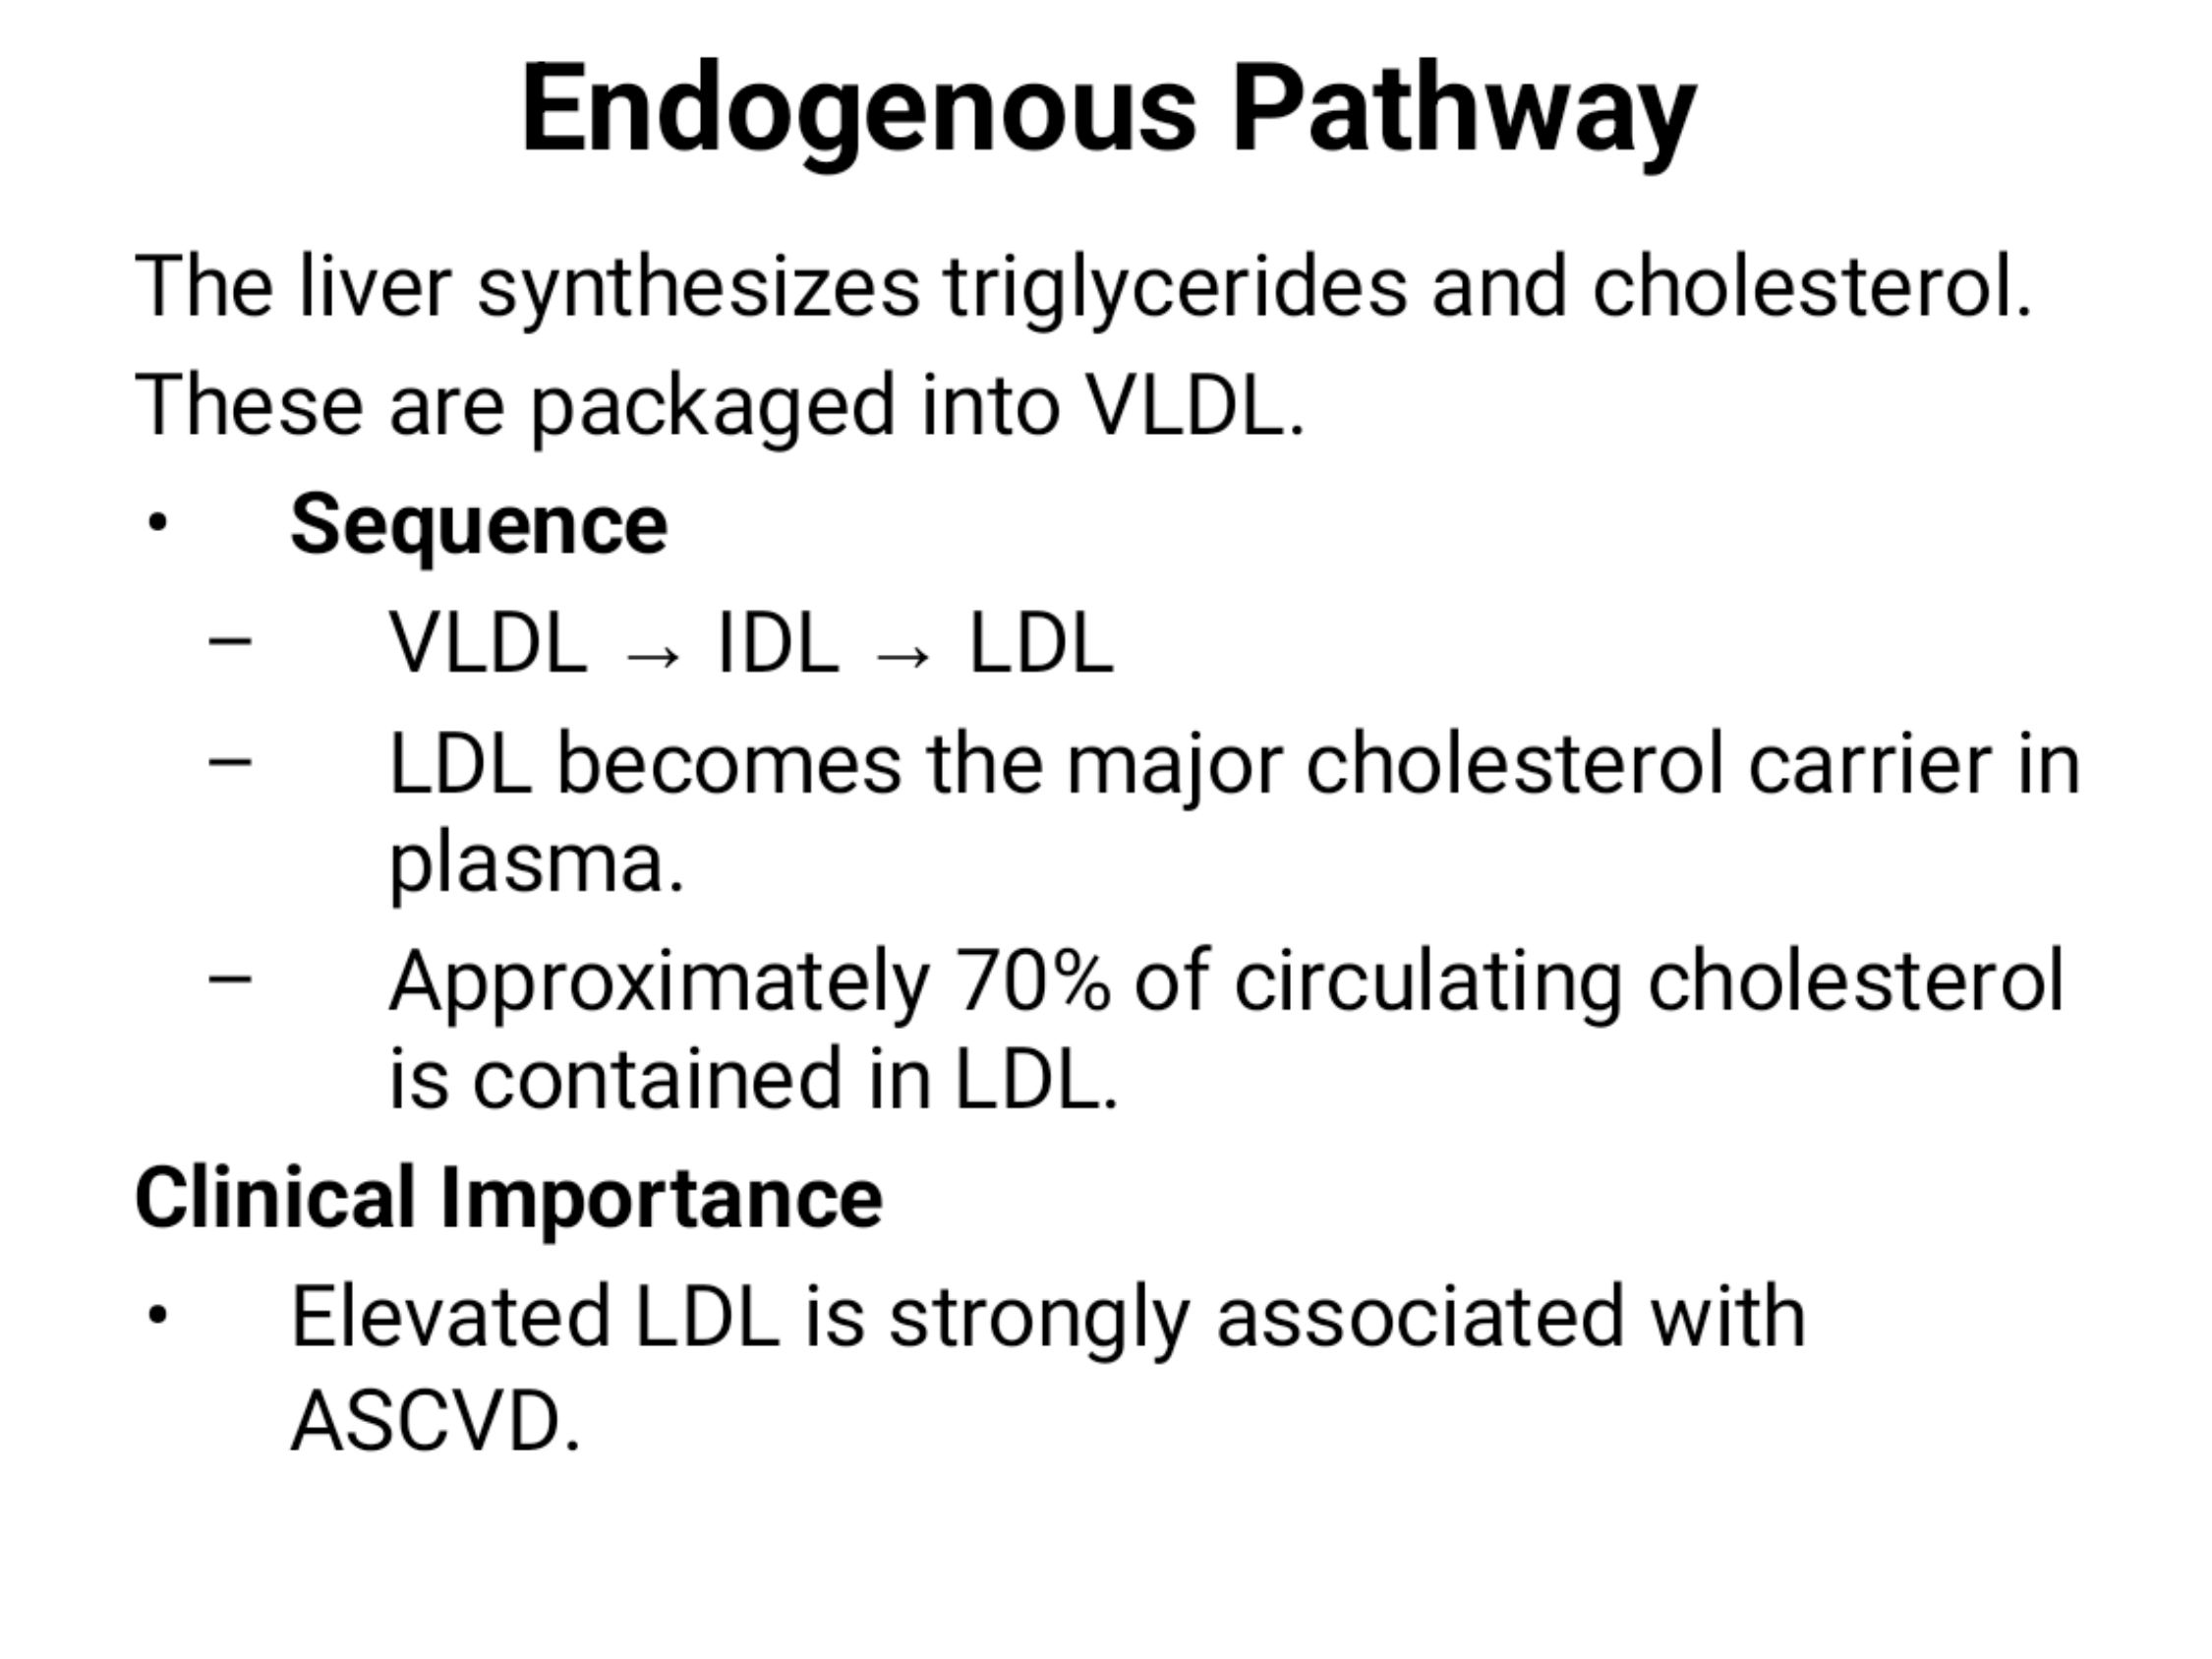 Endogenous Pathway
The liver synthesizes triglycerides and cholesterol.
These are packaged into VLDL.
• Sequence
– VLDL → IDL → LDL
– LDL becomes the major cholesterol carrier in
plasma.
– Approximately 70% of circulating cholesterol
is contained in LDL.
Clinical Importance
• Elevated LDL is strongly associated with
ASCVD.